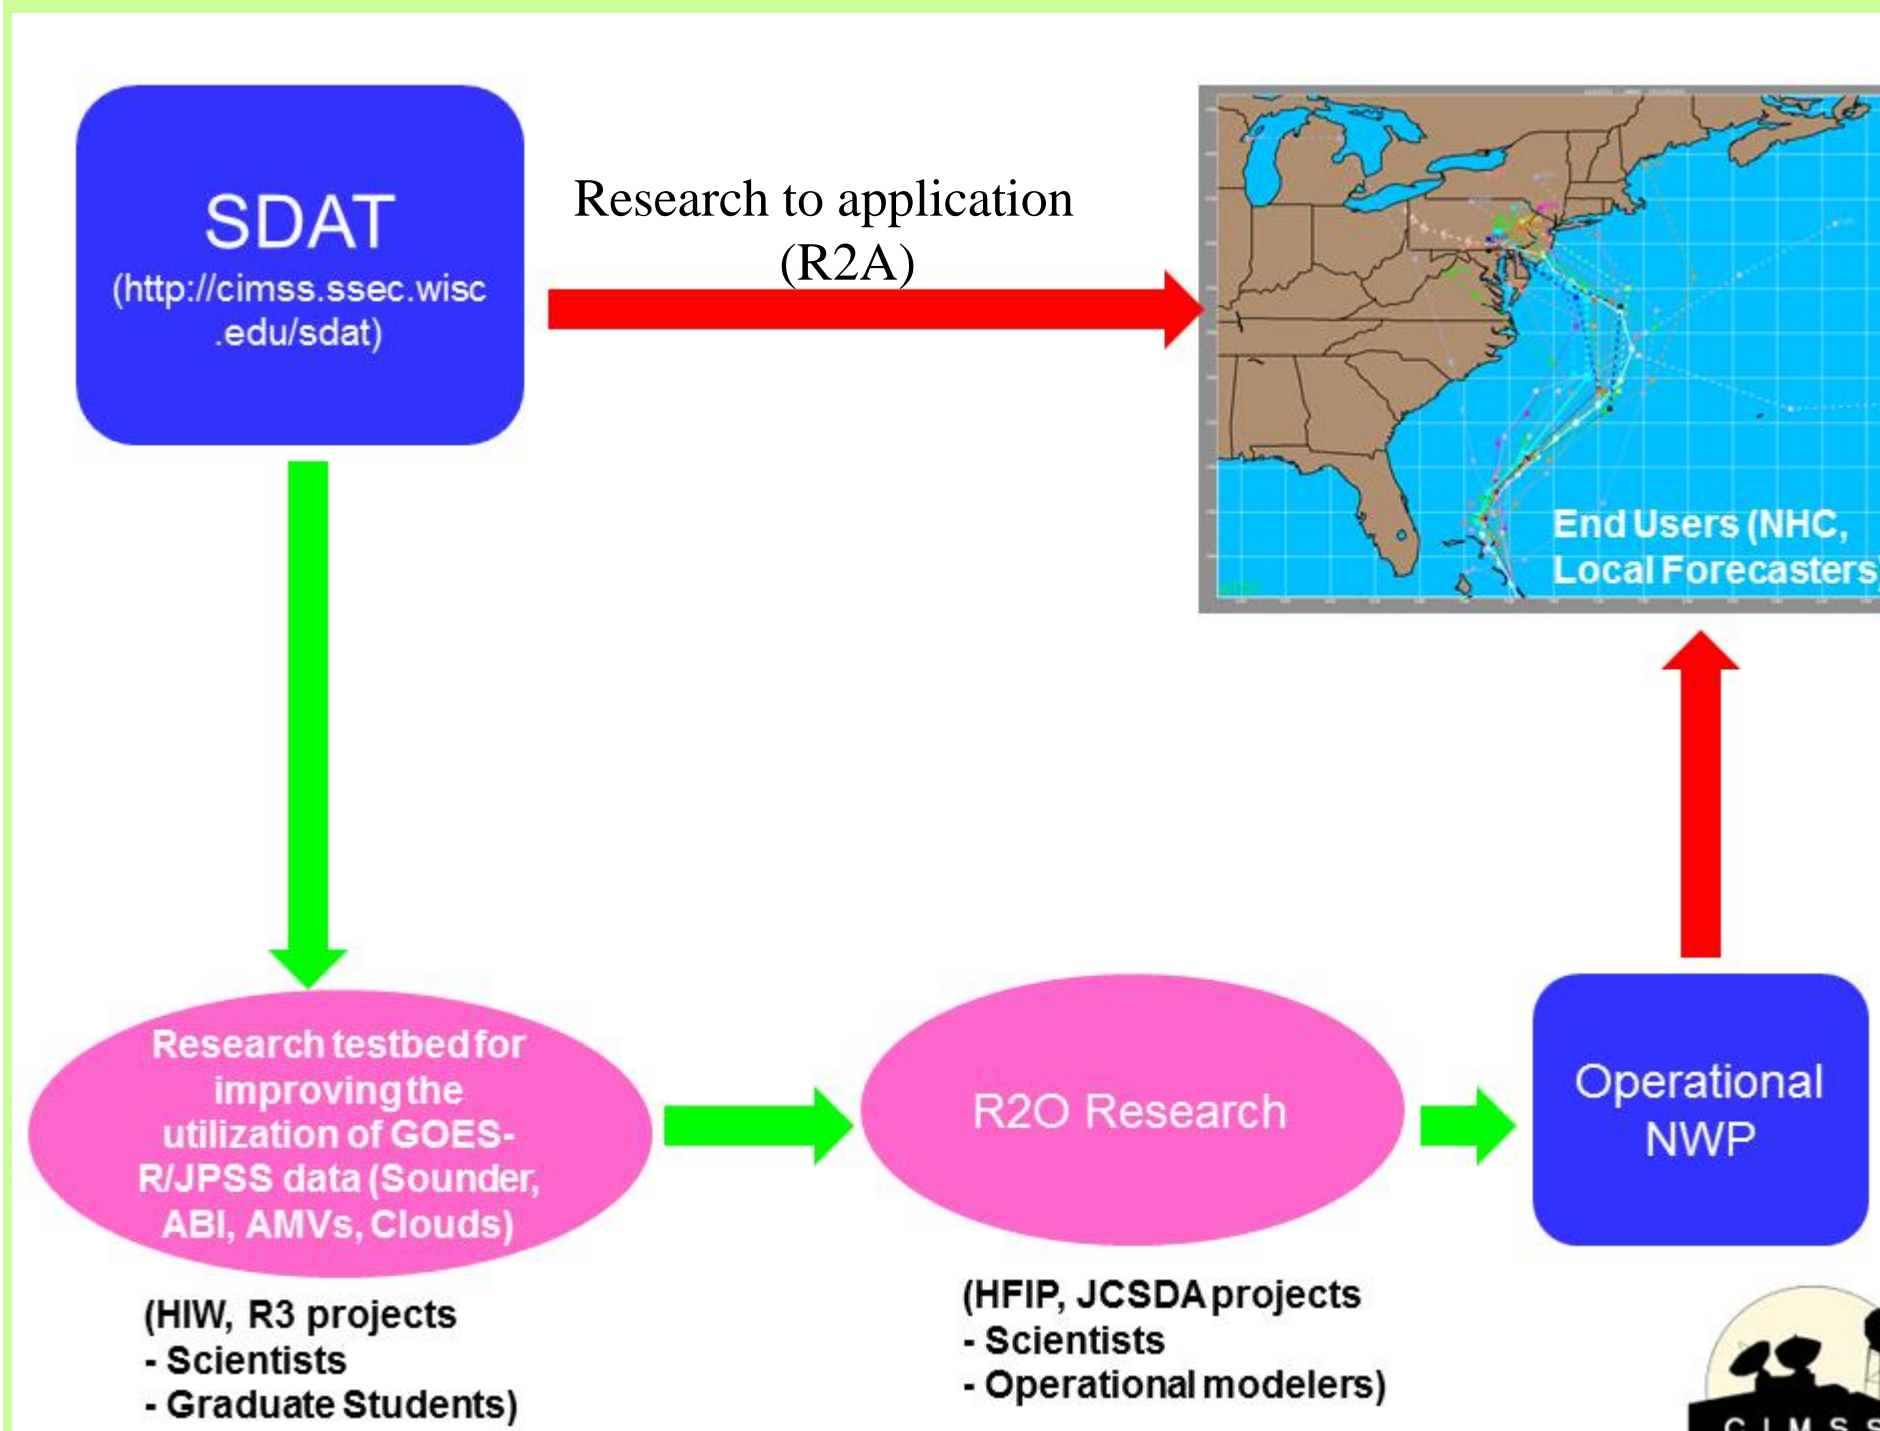 SDAT
(http://cimss.ssec.wisc
.edu/sdat)
Research to application
(R2A)
End Users (NHC,
Local Forecasters)
Research testbed for
improving the
utilization of GOES-
R/JPSS data (Sounder,
ABI, AMVs, Clouds)
R2O Research
Operational
NWP
(HIW, R3 projects
- Scientists
- Graduate Students)
(HFIP, JCSDA projects
- Scientists
- Operational modelers)
C I M S S